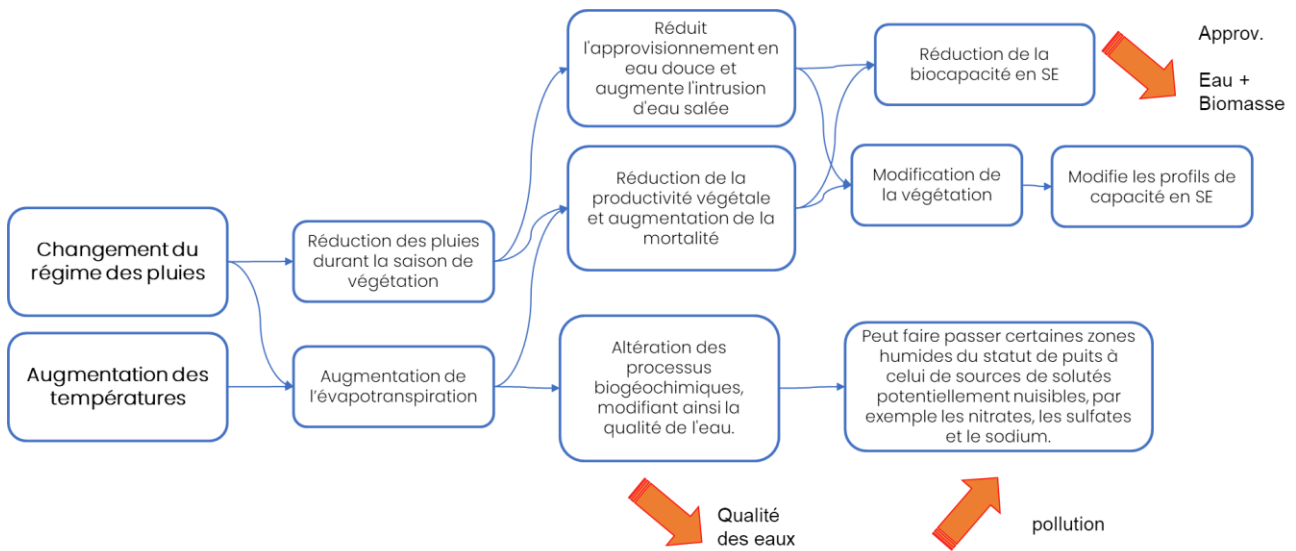 Réduit
l'approvisionnement en
eau douce et
augmente l'intrusion
d'eau salée
Réduction de la
biocapacité en SE
Approv.
Eau +
Biomasse
Changement du
régime des pluies
Réduction des pluies
durant la saison de
végétation
Réduction de la
productivité végétale
et augmentation de la
mortalité
Modification de
la végétation
Modifie les profils de
capacité en SE
Augmentation des
températures
Augmentation de
l'évapotranspiration
Altération des
processus
biogéochimiques,
modifiant ainsi la
qualité de l'eau.
Peut faire passer certaines zones
humides du statut de puits à
celui de sources de solutés
potentiellement nuisibles, par
exemple les nitrates, les sulfates
et le sodium.
Qualité
des eaux
pollution